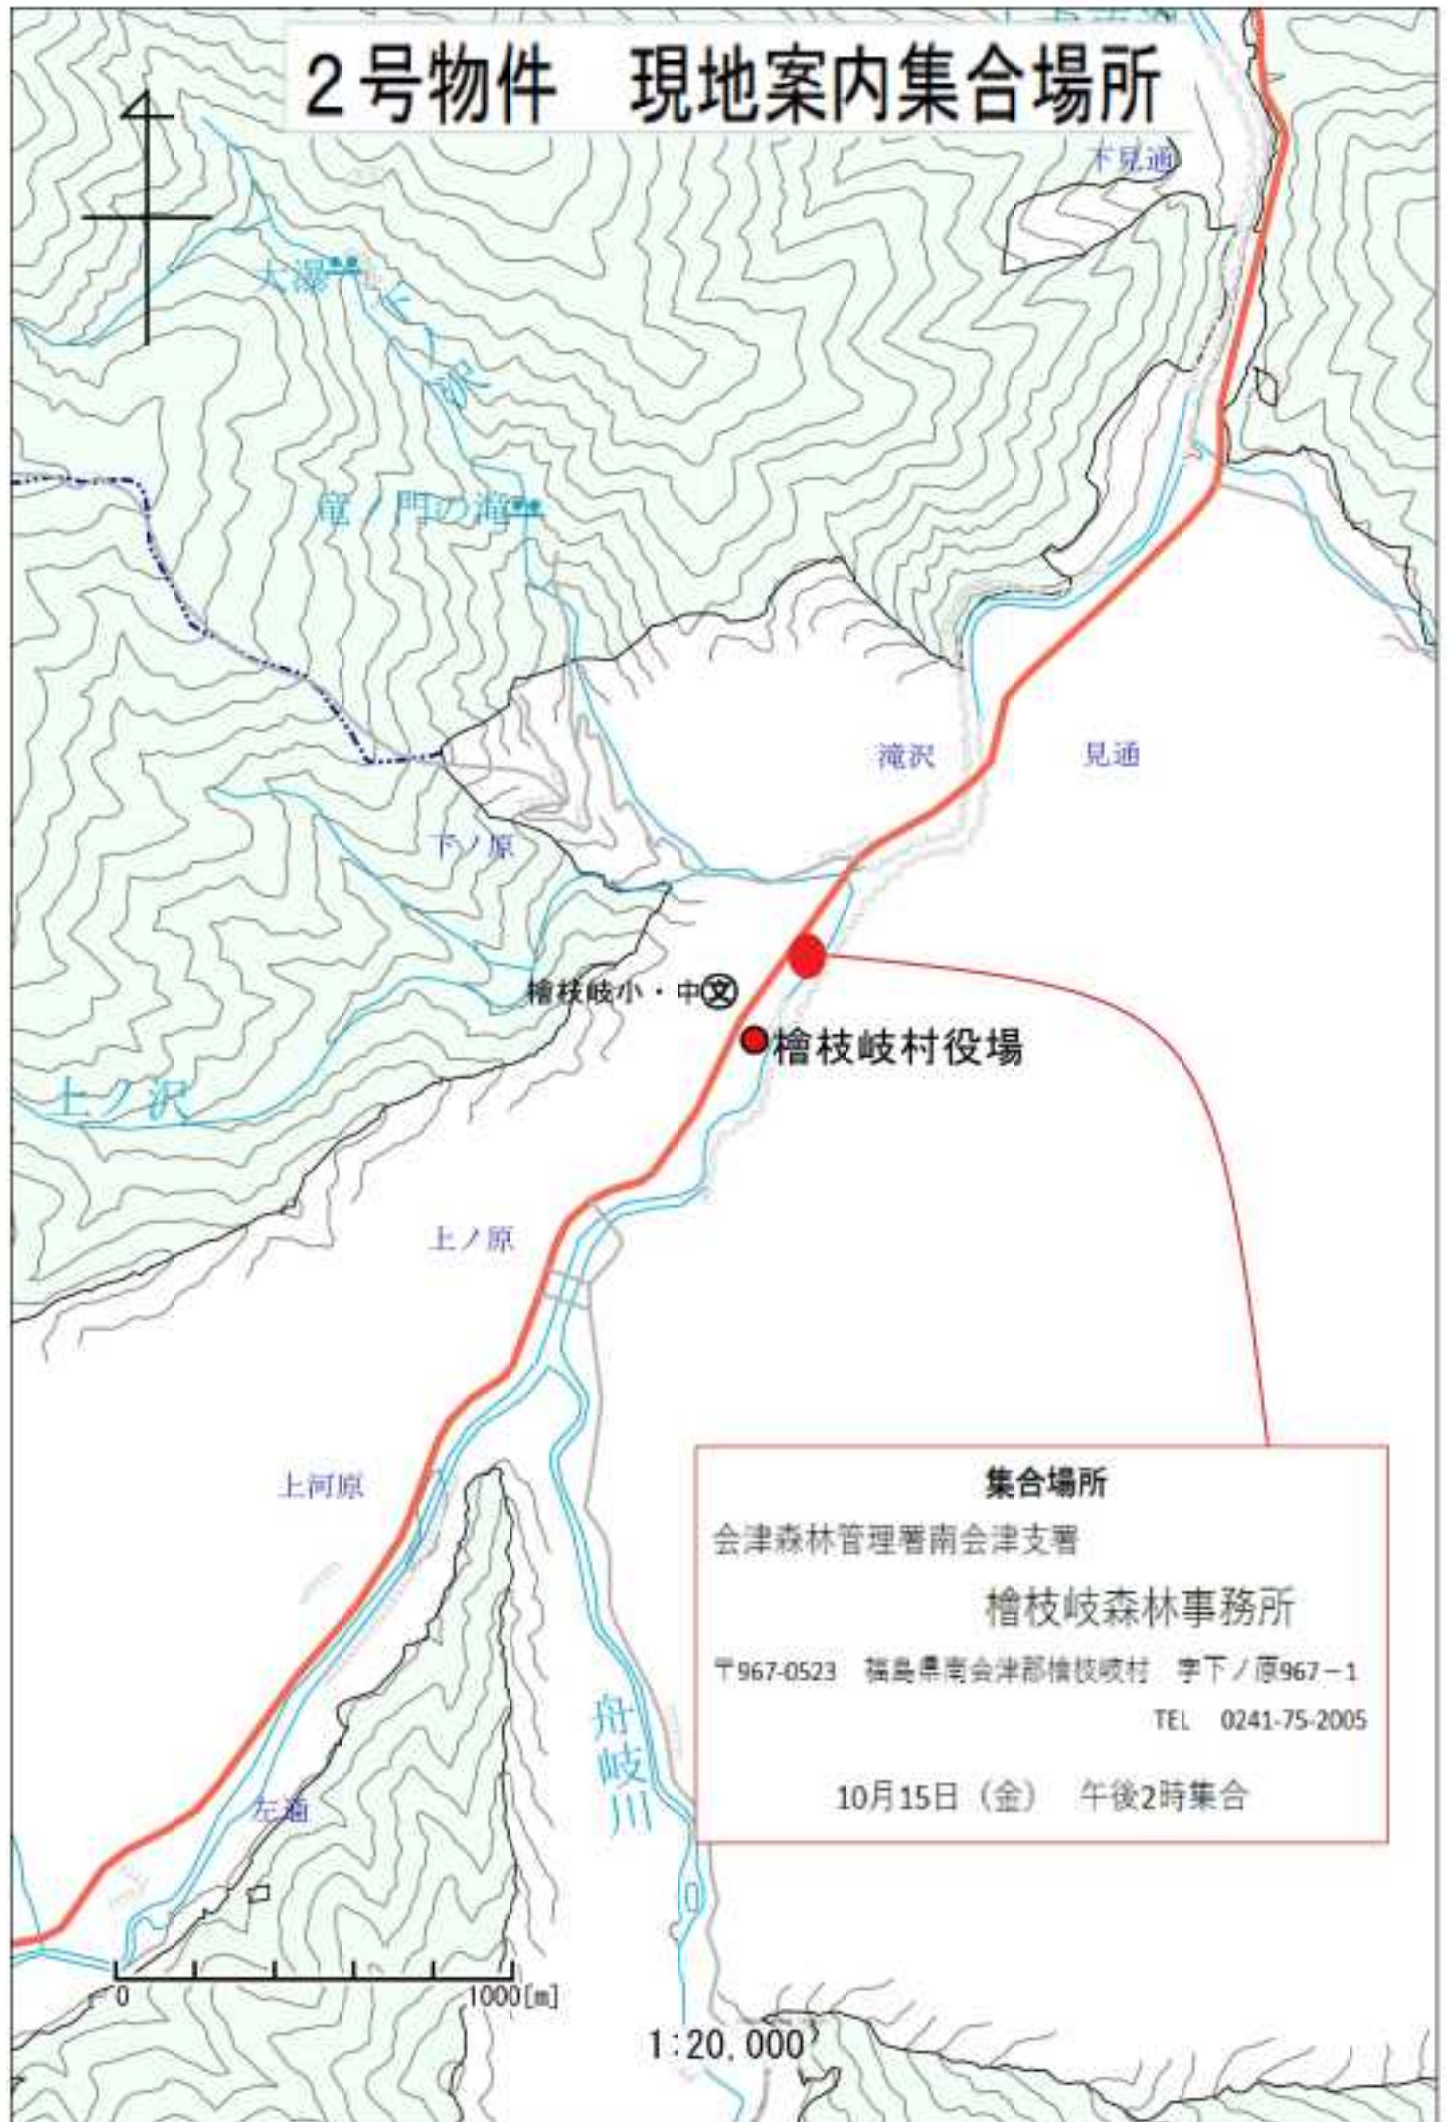 2号物件　現地案内集合場所
下見通
大瀑
沢
竜ノ門の滝
滝沢
見通
下ノ原
檜枝岐小・中
文
檜枝岐村役場
上ノ沢
上ノ原
上河原
集合場所
会津森林管理署南会津支署
檜枝岐森林事務所
〒967-0523　福島県南会津郡檜枝岐村　字下ノ原967－1
TEL　0241-75-2005
10月15日（金）　午後2時集合
舟岐川
左通
0
1000[m]
1:20,000